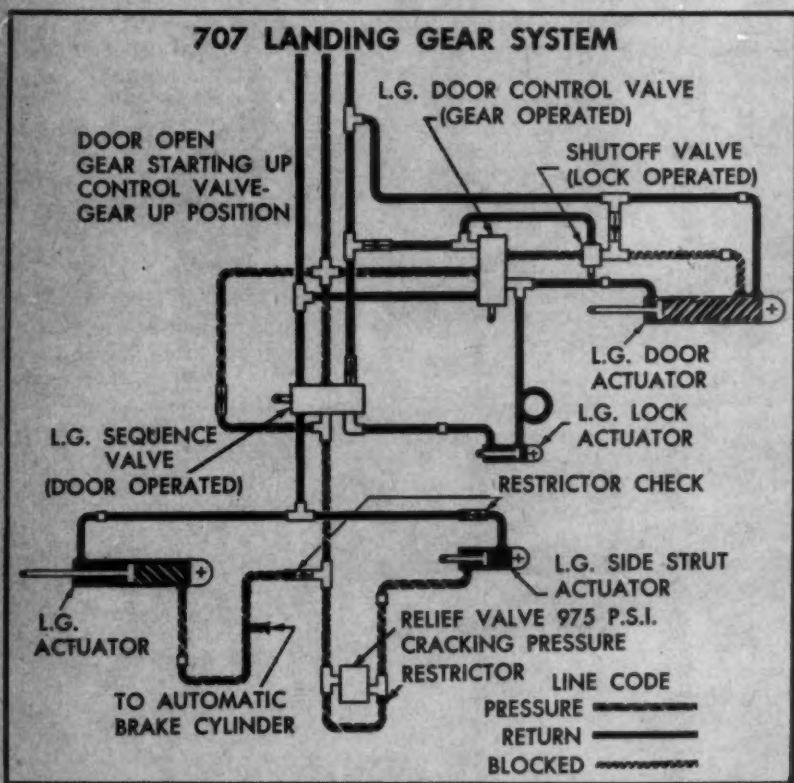 707 LANDING GEAR SYSTEM
L.G. DOOR CONTROL VALVE
(GEAR OPERATED)
DOOR OPEN
GEAR STARTING UP
CONTROL VALVE-
GEAR UP POSITION
SHUTOFF VALVE
(LOCK OPERATED)
L.G. DOOR
ACTUATOR
L.G. LOCK
ACTUATOR
L.G. SEQUENCE
VALVE
(DOOR OPERATED)
RESTRICTOR CHECK
L.G. SIDE STRUT
ACTUATOR
L.G.
ACTUATOR
RELIEF VALVE 975 P.S.I.
CRACKING PRESSURE
RESTRICTOR
TO AUTOMATIC
BRAKE CYLINDER
LINE CODE
PRESSURE
RETURN
BLOCKED